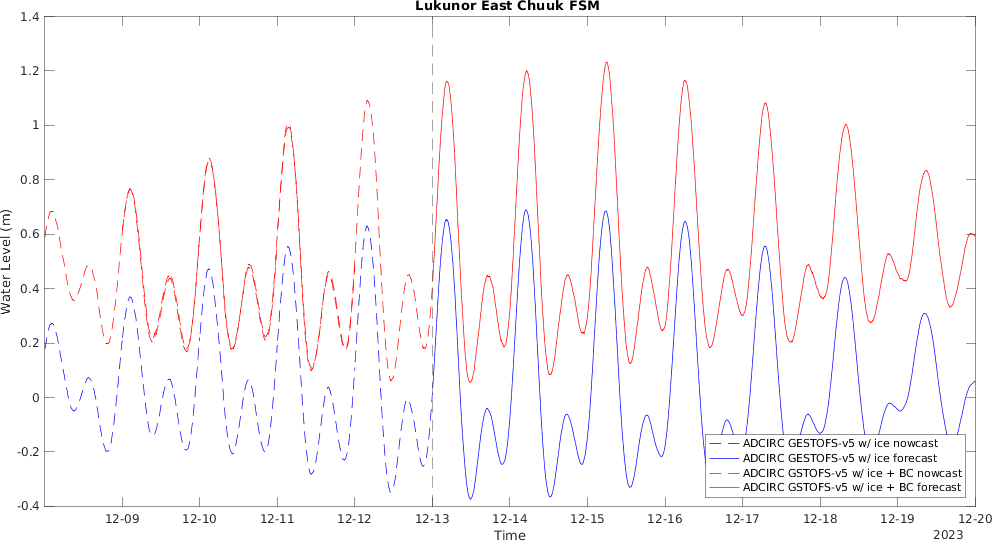 Lukunor East Chuuk FSM
1.4
1.2
1
0.8
0.6
0.4
0.2
0
-0.2
-0.4
Water Level (m)
ADCIRC GESTOFS-v5 w/ ice nowcast
ADCIRC GESTOFS-v5 w/ ice forecast
ADCIRC GSTOFS-v5 w/ ice + BC nowcast
ADCIRC GSTOFS-v5 w/ ice + BC forecast
12-09 12-10 12-11 12-12 12-13 12-14 12-15 12-16 12-17 12-18 12-19 12-20
Time
2023